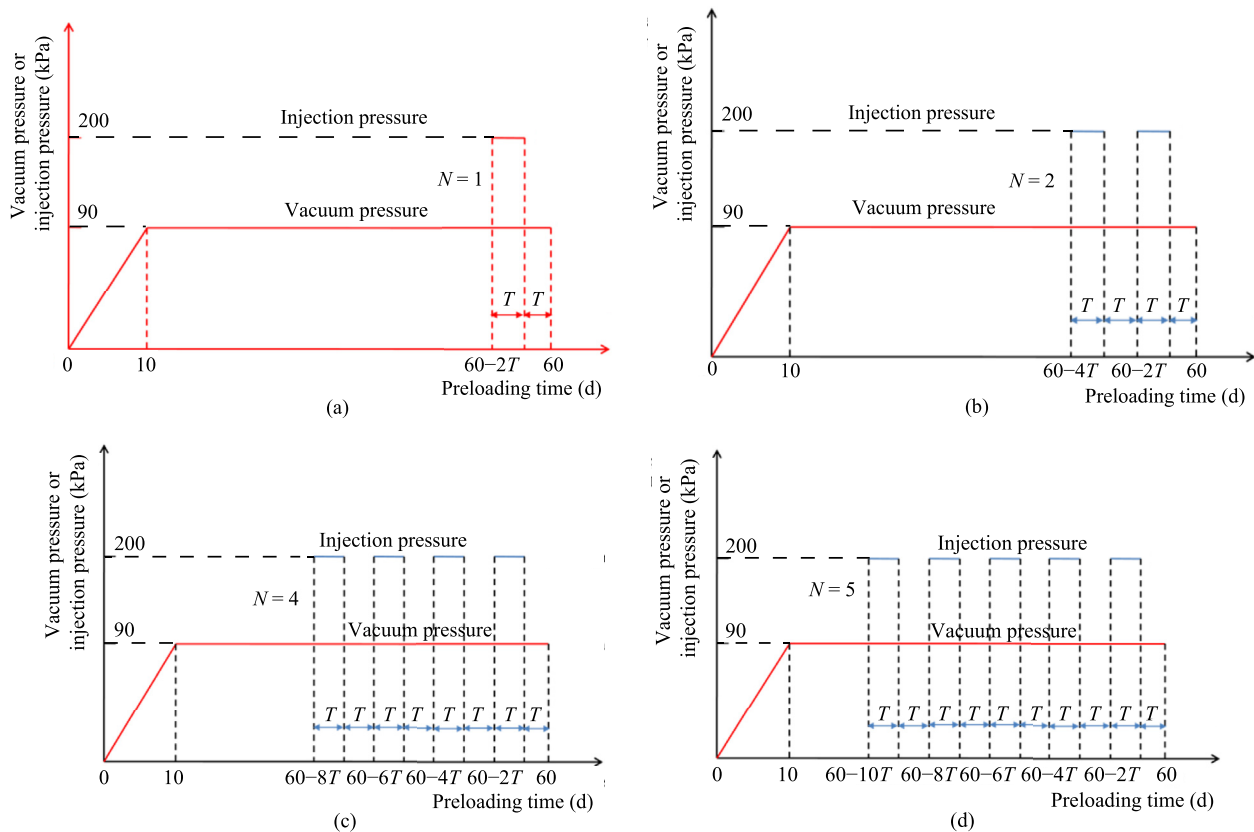 Vacuum pressure or
injection pressure (kPa)
200
Injection pressure
N = 1
90
Vacuum pressure
T T
0 10 60−2T 60
Preloading time (d)
(a)
Vacuum pressure or
injection pressure (kPa)
200
Injection pressure
N = 2
90
Vacuum pressure
T T T T
0 10 60−4T 60−2T 60
Preloading time (d)
(b)
Vacuum pressure or
injection pressure (kPa)
200
Injection pressure
N = 4
90
Vacuum pressure
T T T T T T T T
0 10 60−8T 60−6T 60−4T 60−2T 60
Preloading time (d)
(c)
Vacuum pressure or
injection pressure (kPa)
200
Injection pressure
N = 5
90
Vacuum pressure
T T T T T T T T T T
0 10 60−10T 60−8T 60−6T 60−4T 60−2T 60
Preloading time (d)
(d)